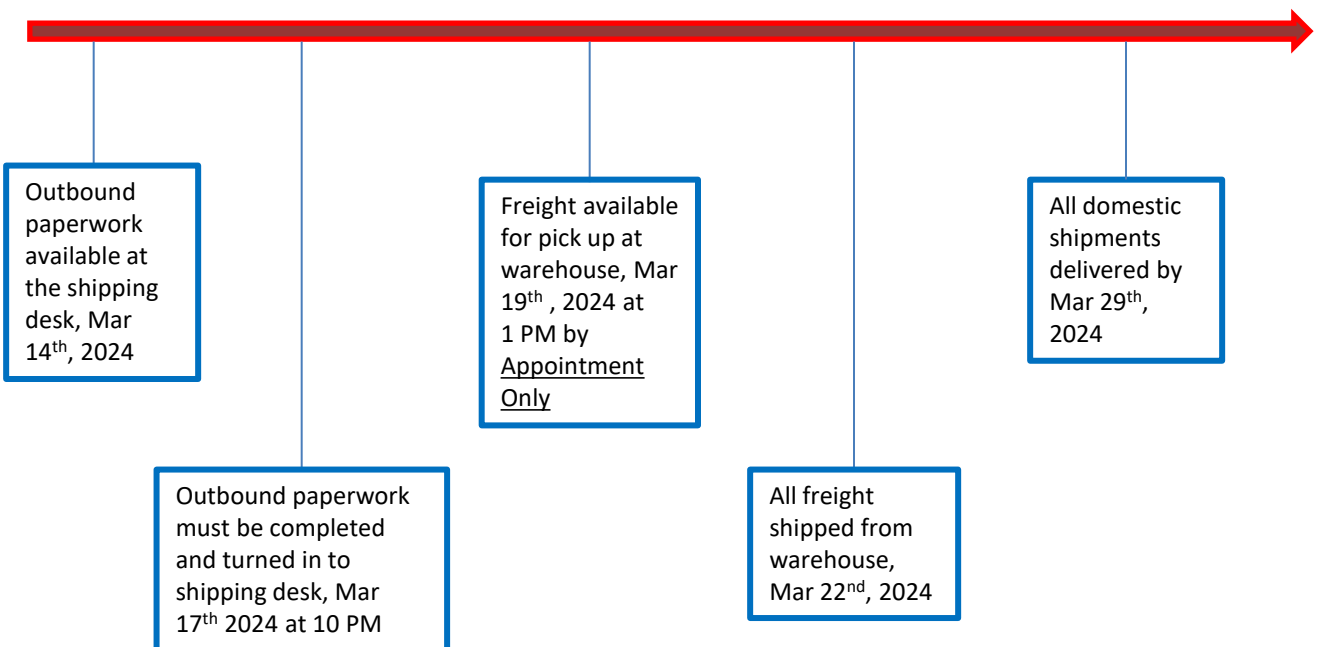 Outbound
paperwork
available at
the shipping
desk, Mar
14th, 2024
Outbound paperwork
must be completed
and turned in to
shipping desk, Mar
17th 2024 at 10 PM
Freight available
for pick up at
warehouse, Mar
19th , 2024 at
1 PM by
Appointment
Only
All freight
shipped from
warehouse,
Mar 22nd, 2024
All domestic
shipments
delivered by
Mar 29th,
2024